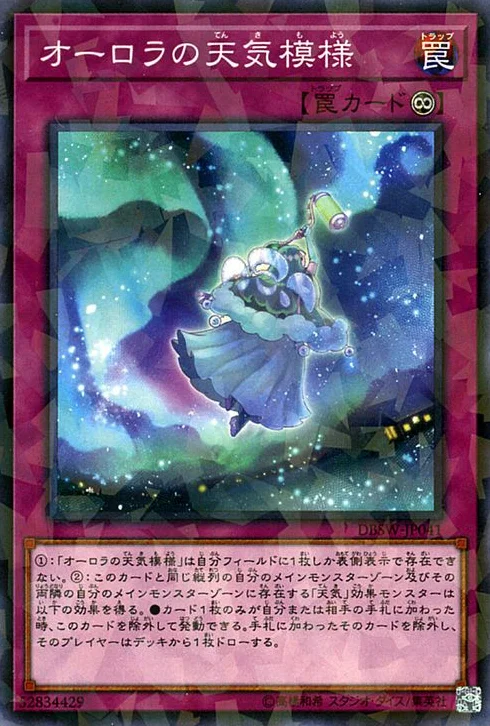 オーロラの天気模様
罠
【罠カード】
DBSW-JP041
①：「オーロラの天気模様」は自分フィールドに1枚しか表側表示で存在でき
ない。②：このカードと同じ縦列の自分のメインモンスターゾーン及びその
両隣の自分のメインモンスターゾーンに存在する「天気」効果モンスターは
以下の効果を得る。●カード1枚のみが自分または相手の手札に加わった
時、このカードを除外して発動できる。手札に加わったそのカードを除外し、
そのプレイヤーはデッキから1枚ドローする。
52834429
©高橋和希 スタジオ・ダイス/集英社